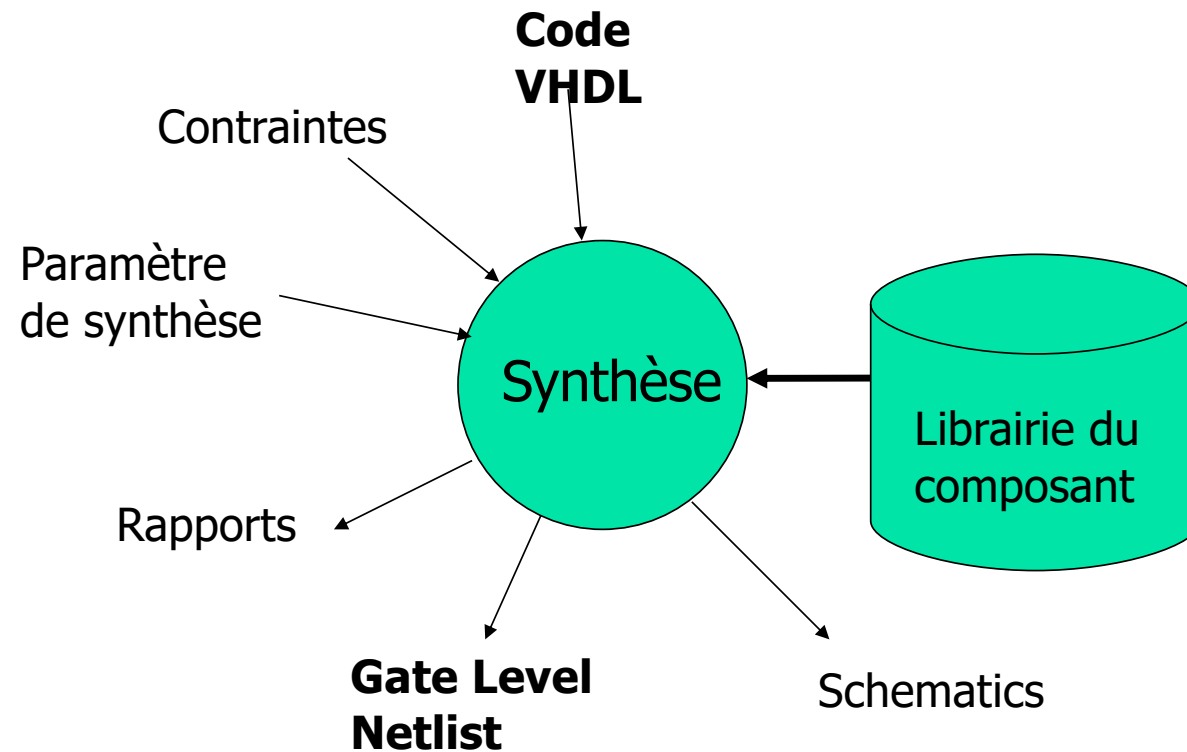 Code
VHDL
Contraintes
Paramètre
de synthèse
Synthèse
Librairie du
composant
Rapports
Gate Level
Netlist
Schematics